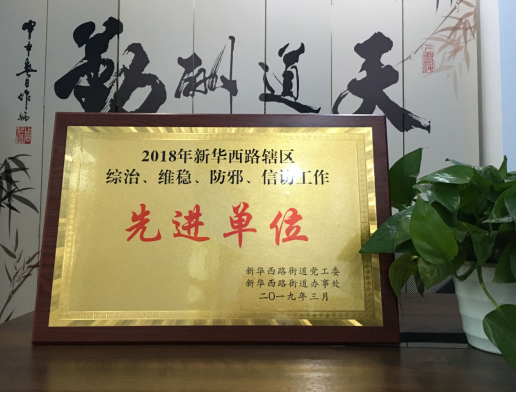 天道酬勤
2018年新华西路辖区
综治、维稳、防邪、信访工作
先进单位
新华西路街道党工委
新华西路街道办事处
二〇一九年三月